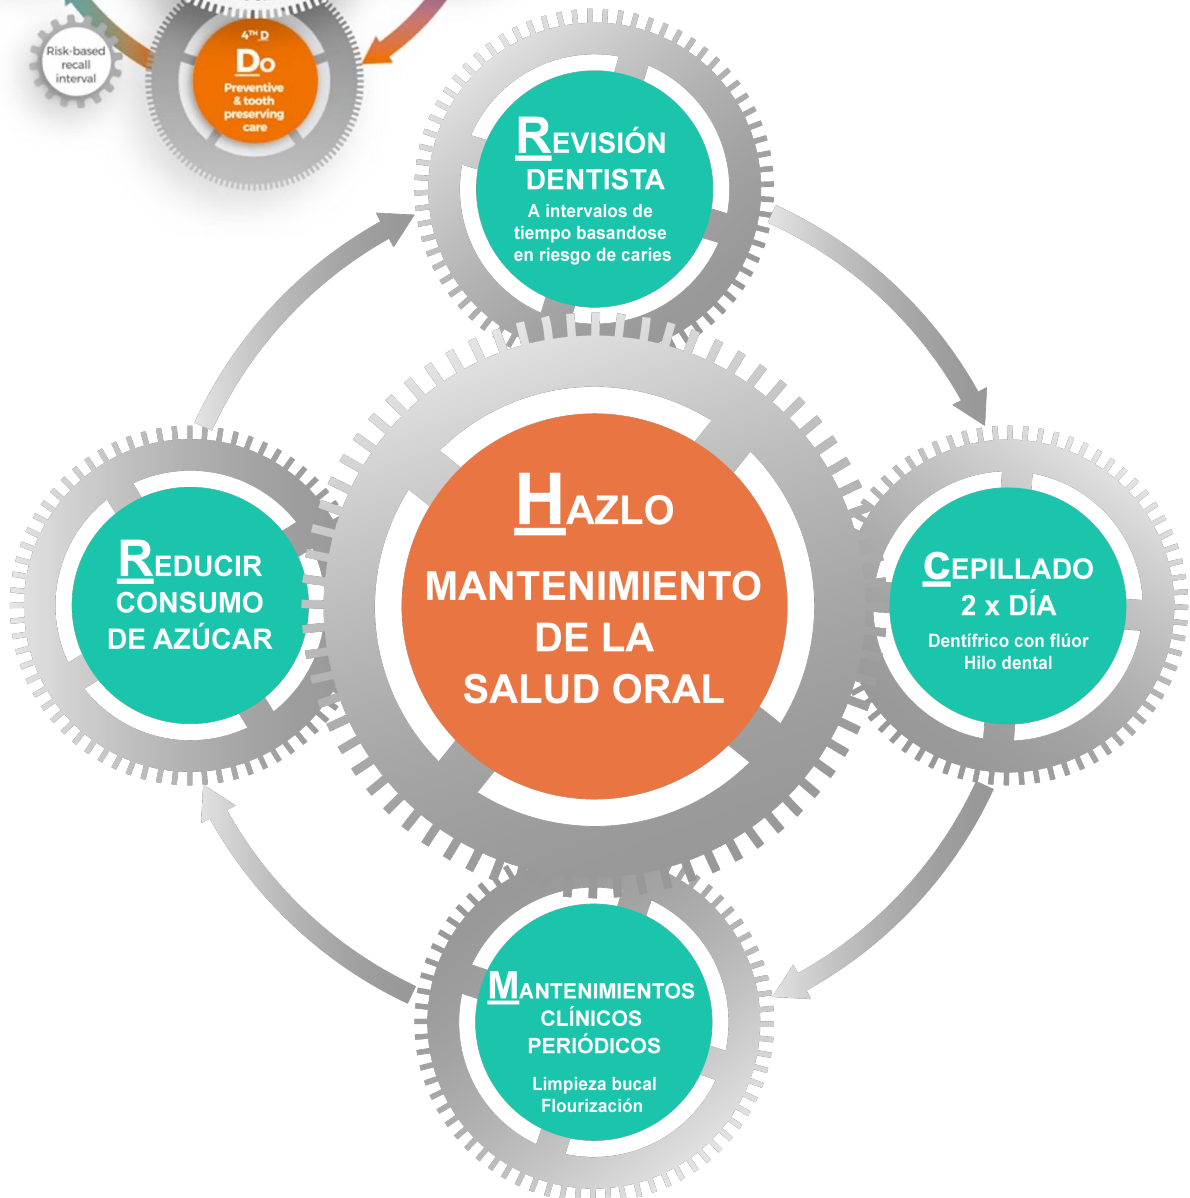 4TH D
Do
Preventive
& tooth
preserving
care
Risk-based
recall
interval
REVISIÓN
DENTISTA
A intervalos de
tiempo basandose
en riesgo de caries
HAZLO
MANTENIMIENTO
DE LA
SALUD ORAL
REDUCIR
CONSUMO
DE AZÚCAR
CEPILLADO
2 x DÍA
Dentífrico con flúor
Hilo dental
MANTENIMIENTOS
CLÍNICOS
PERIÓDICOS
Limpieza bucal
Flourización